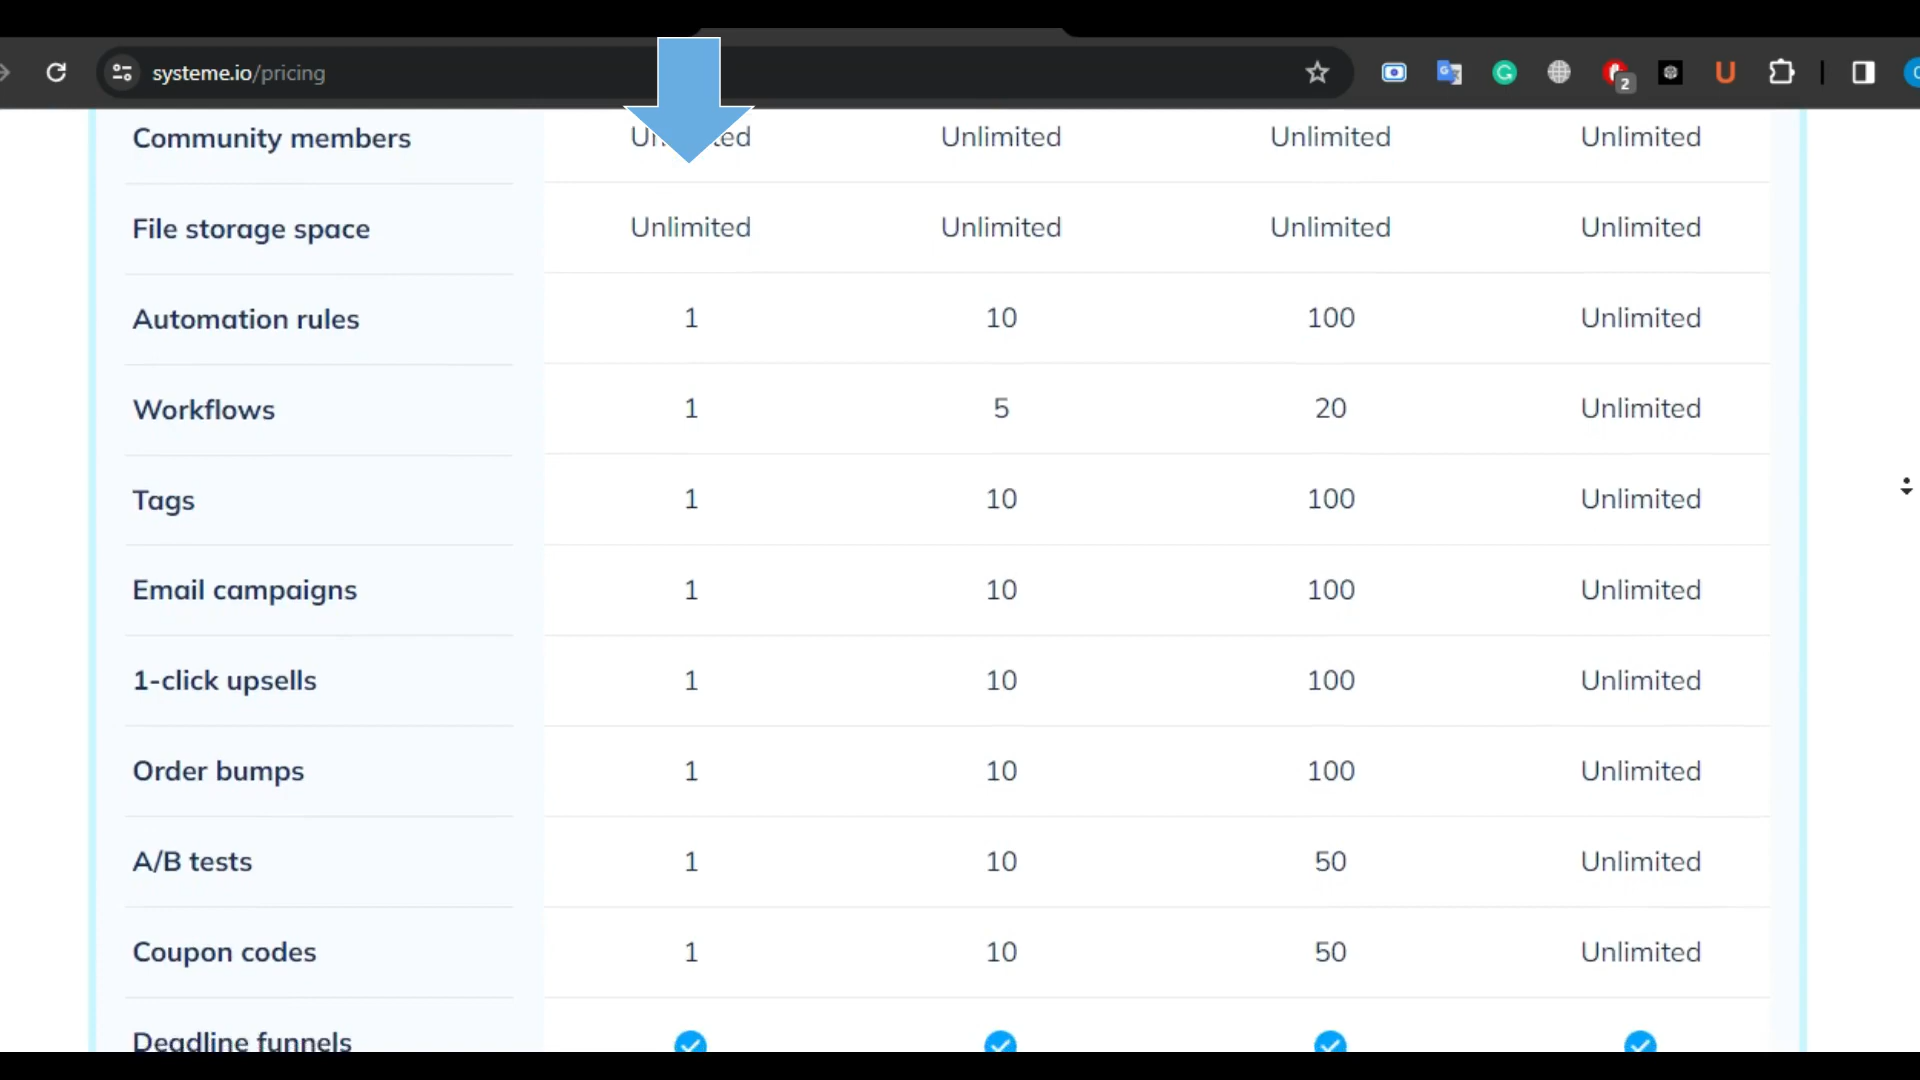 systeme.io/pricing
2
Community members Unlimited Unlimited Unlimited
File storage space Unlimited Unlimited Unlimited Unlimited
Automation rules 1 10 100 Unlimited
Workflows 1 5 20 Unlimited
Tags 1 10 100 Unlimited
Email campaigns 1 10 100 Unlimited
1-click upsells 1 10 100 Unlimited
Order bumps 1 10 100 Unlimited
A/B tests 1 10 50 Unlimited
Coupon codes 1 10 50 Unlimited
Deadline funnels